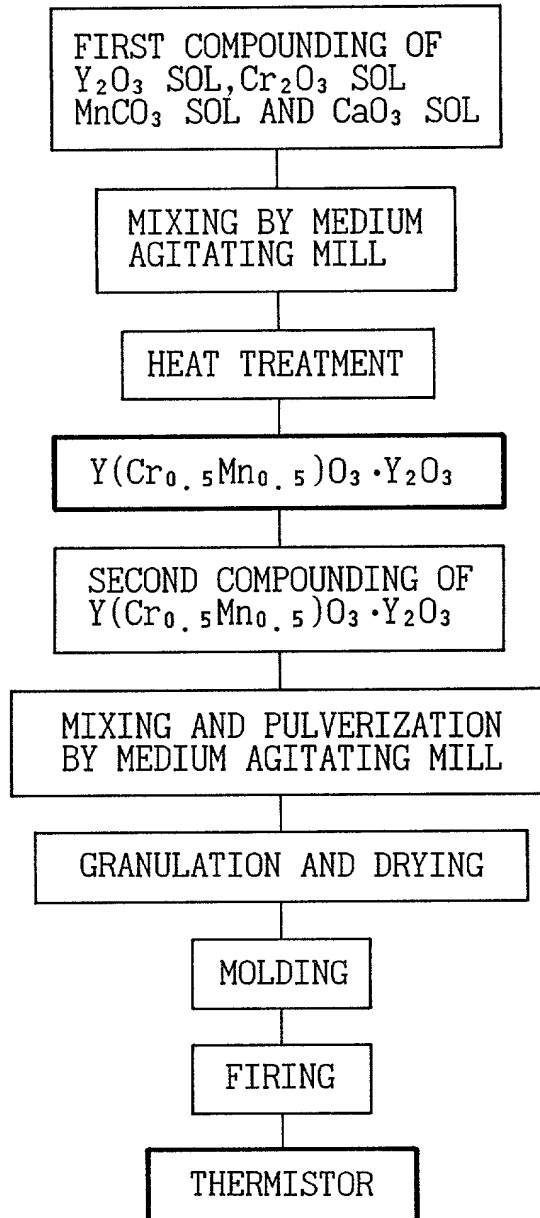 FIRST COMPOUNDING OF
Y₂O₃ SOL,Cr₂O₃ SOL
MnCO₃ SOL AND CaO₃ SOL
MIXING BY MEDIUM
AGITATING MILL
HEAT TREATMENT
Y(Cr₀.₅Mn₀.₅)O₃·Y₂O₃
SECOND COMPOUNDING OF
Y(Cr₀.₅Mn₀.₅)O₃·Y₂O₃
MIXING AND PULVERIZATION
BY MEDIUM AGITATING MILL
GRANULATION AND DRYING
MOLDING
FIRING
THERMISTOR